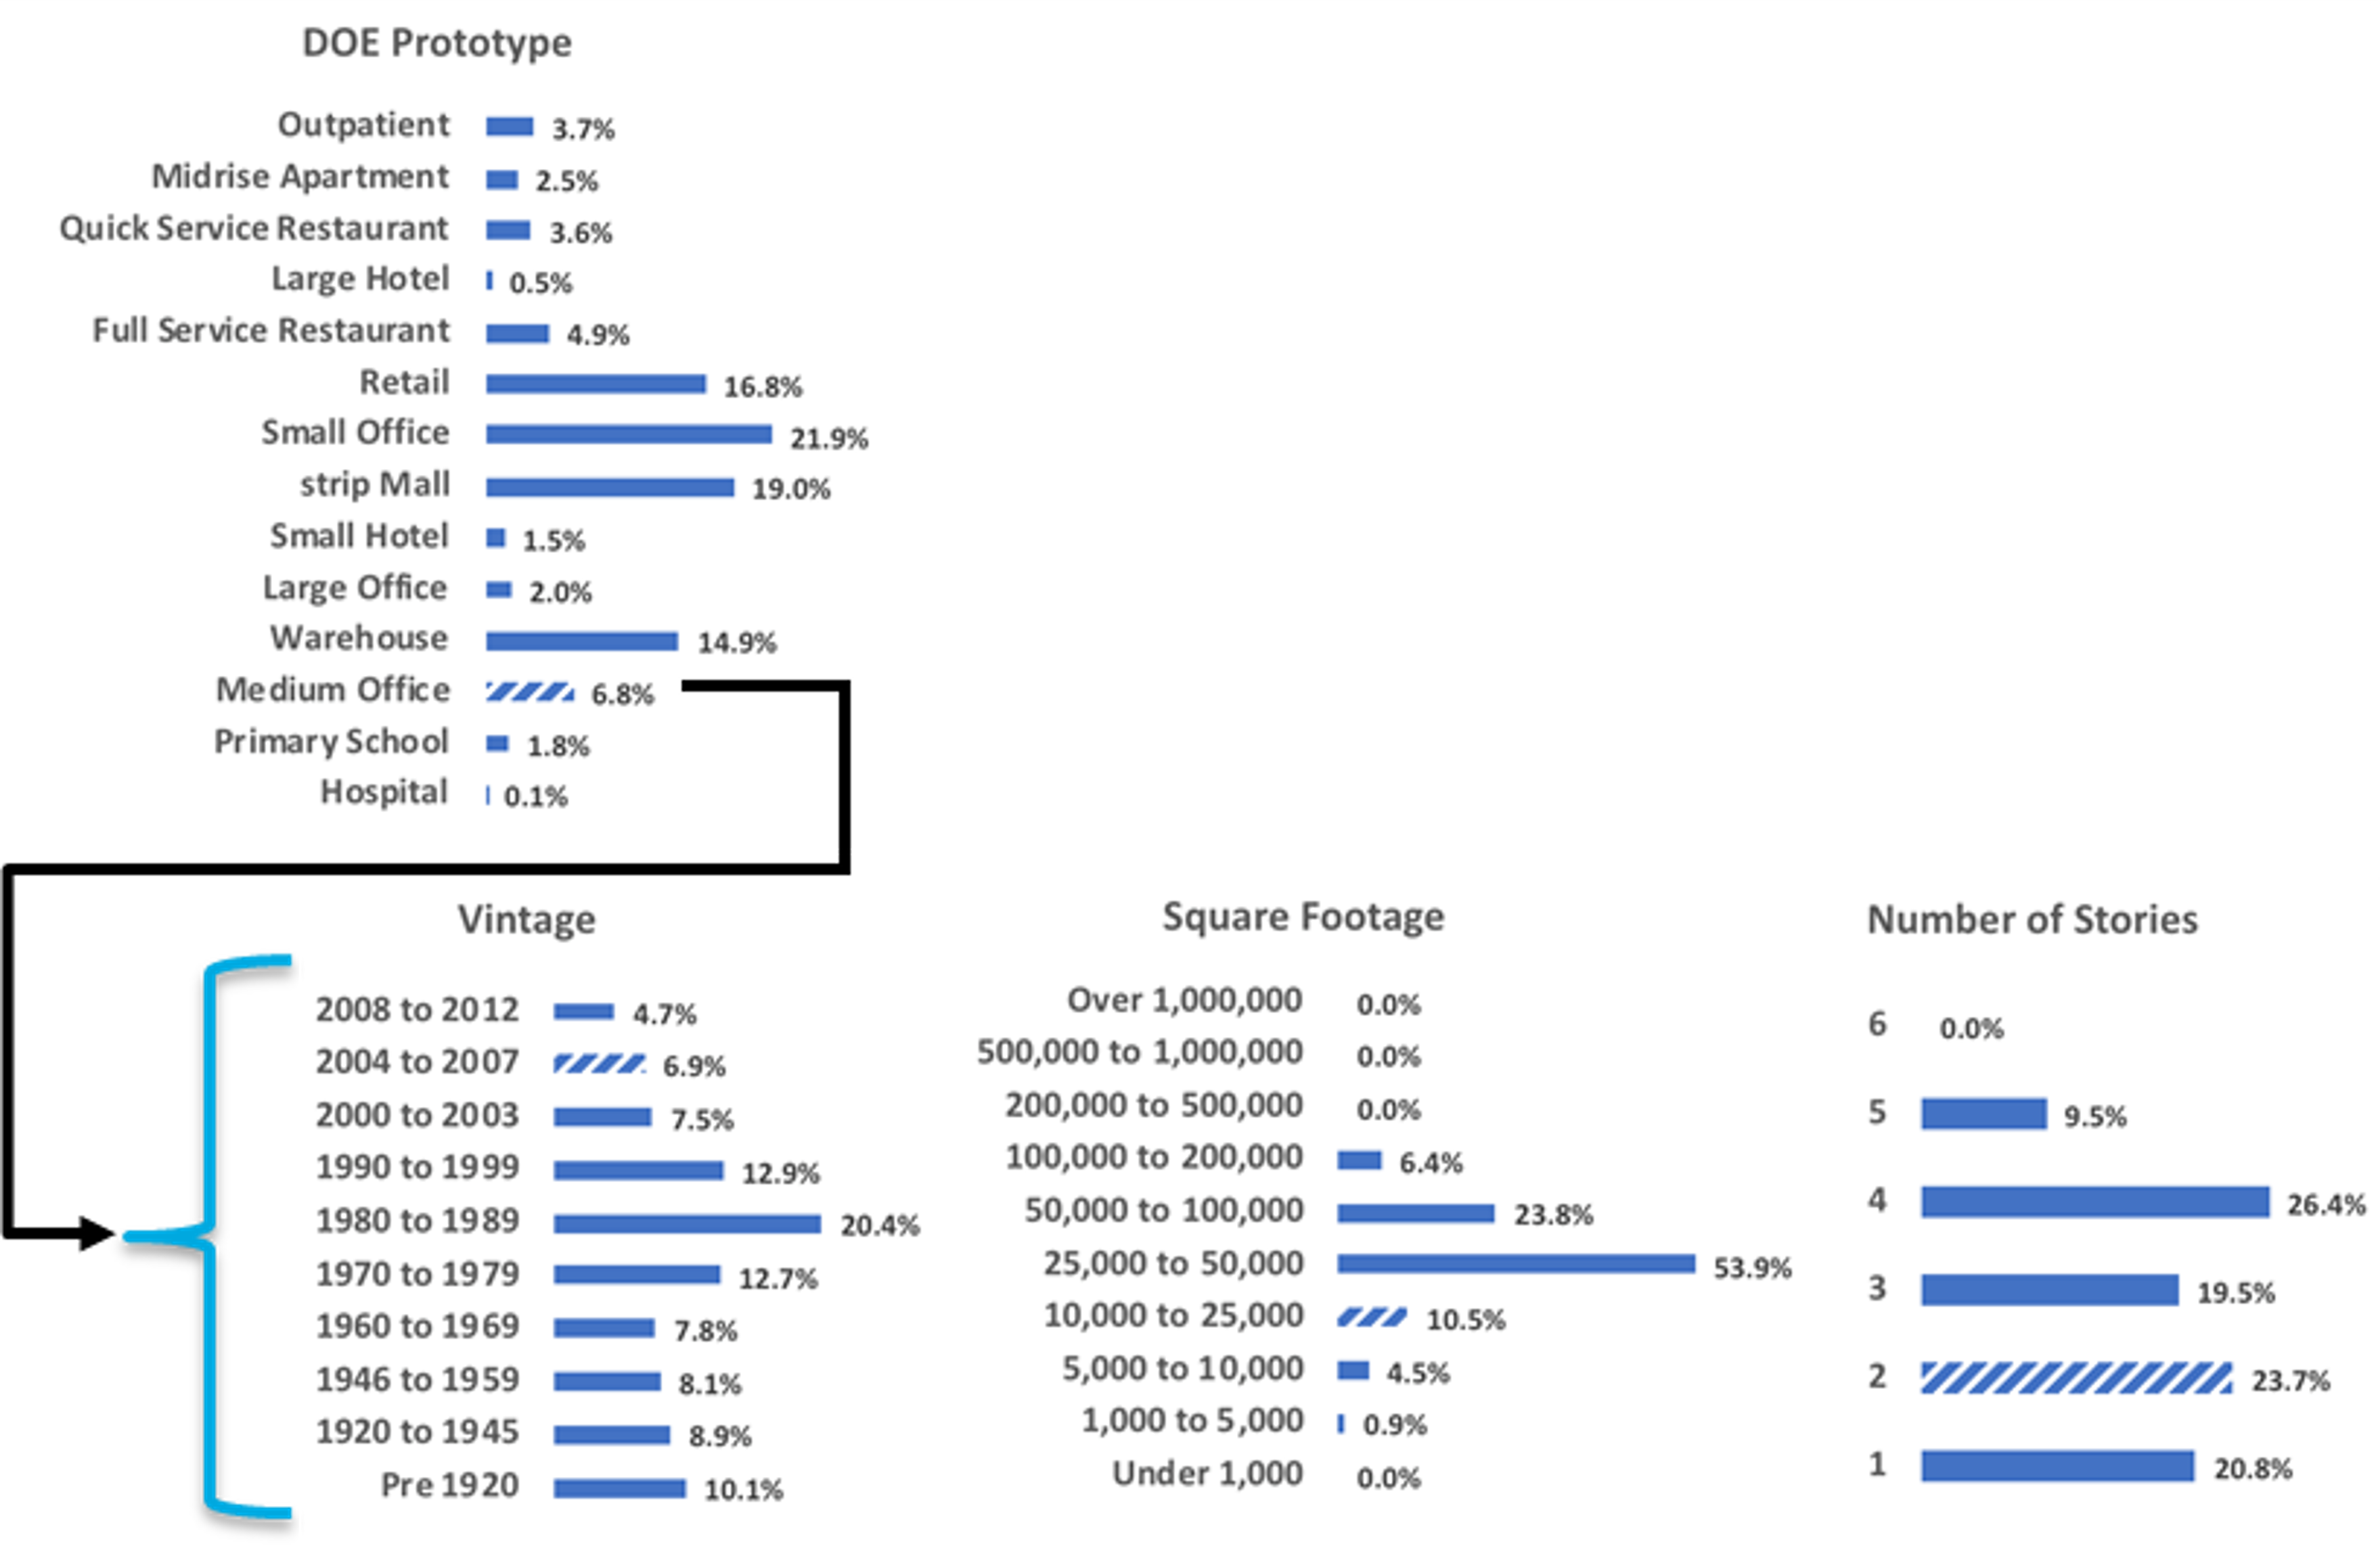 DOE Prototype
Outpatient 3.7%
Midrise Apartment 2.5%
Quick Service Restaurant 3.6%
Large Hotel 0.5%
Full Service Restaurant 4.9%
Retail 16.8%
Small Office 21.9%
strip Mall 19.0%
Small Hotel 1.5%
Large Office 2.0%
Warehouse 14.9%
Medium Office 6.8%
Primary School 1.8%
Hospital 0.1%
Vintage
2008 to 2012 4.7%
2004 to 2007 6.9%
2000 to 2003 7.5%
1990 to 1999 12.9%
1980 to 1989 20.4%
1970 to 1979 12.7%
1960 to 1969 7.8%
1946 to 1959 8.1%
1920 to 1945 8.9%
Pre 1920 10.1%
Square Footage
Over 1,000,000 0.0%
500,000 to 1,000,000 0.0%
200,000 to 500,000 0.0%
100,000 to 200,000 6.4%
50,000 to 100,000 23.8%
25,000 to 50,000 53.9%
10,000 to 25,000 10.5%
5,000 to 10,000 4.5%
1,000 to 5,000 0.9%
Under 1,000 0.0%
Number of Stories
6 0.0%
5 9.5%
4 26.4%
3 19.5%
2 23.7%
1 20.8%